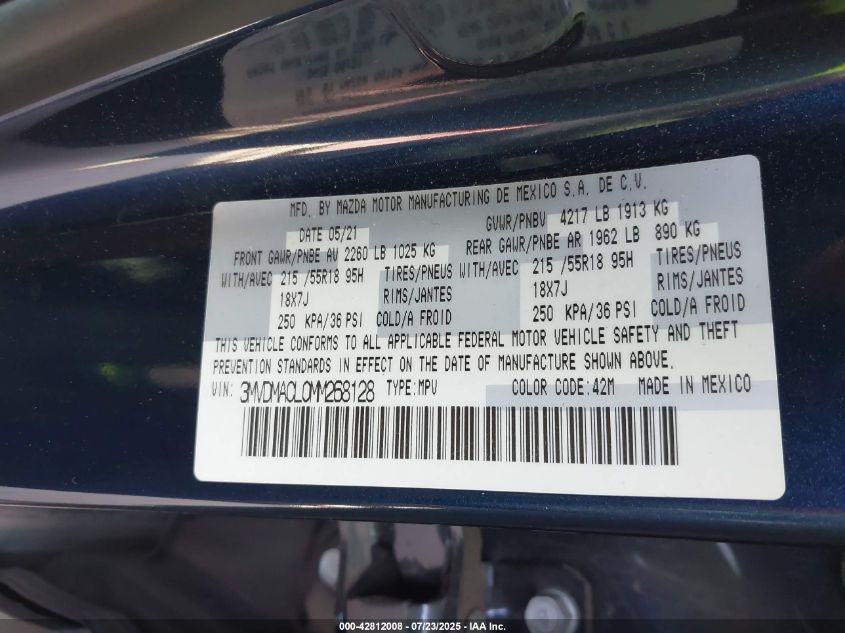 MFD. BY MAZDA MOTOR MANUFACTURING DE MEXICO S.A. DE C.V.
DATE 05/21 GVWR/PNBV 4217 LB 1913 KG
FRONT GAWR/PNBE AV 2260 LB 1025 KG REAR GAWR/PNBE AR 1962 LB 890 KG
WITH/AVEC 215 /55R18 95H TIRES/PNEUS WITH/AVEC 215 /55R18 95H TIRES/PNEUS
18X7J RIMS/JANTES 18X7J RIMS/JANTES
250 KPA/36 PSI COLD/A FROID 250 KPA/36 PSI COLD/A FROID
THIS VEHICLE CONFORMS TO ALL APPLICABLE FEDERAL MOTOR VEHICLE SAFETY AND THEFT
PREVENTION STANDARDS IN EFFECT ON THE DATE OF MANUFACTURE SHOWN ABOVE.
VIN: 3MVDMACL0MM268128 TYPE:MPV COLOR CODE:42M MADE IN MEXICO
000-42812008 - 07/23/2025 - IAA Inc.